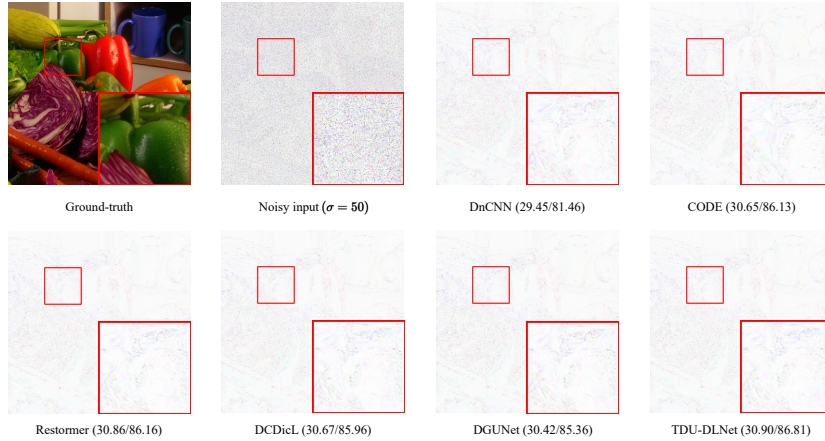 Ground-truth
Noisy input (σ = 50)
DnCNN (29.45/81.46)
CODE (30.65/86.13)
Restormer (30.86/86.16)
DCDicL (30.67/85.96)
DGUNet (30.42/85.36)
TDU-DLNet (30.90/86.81)